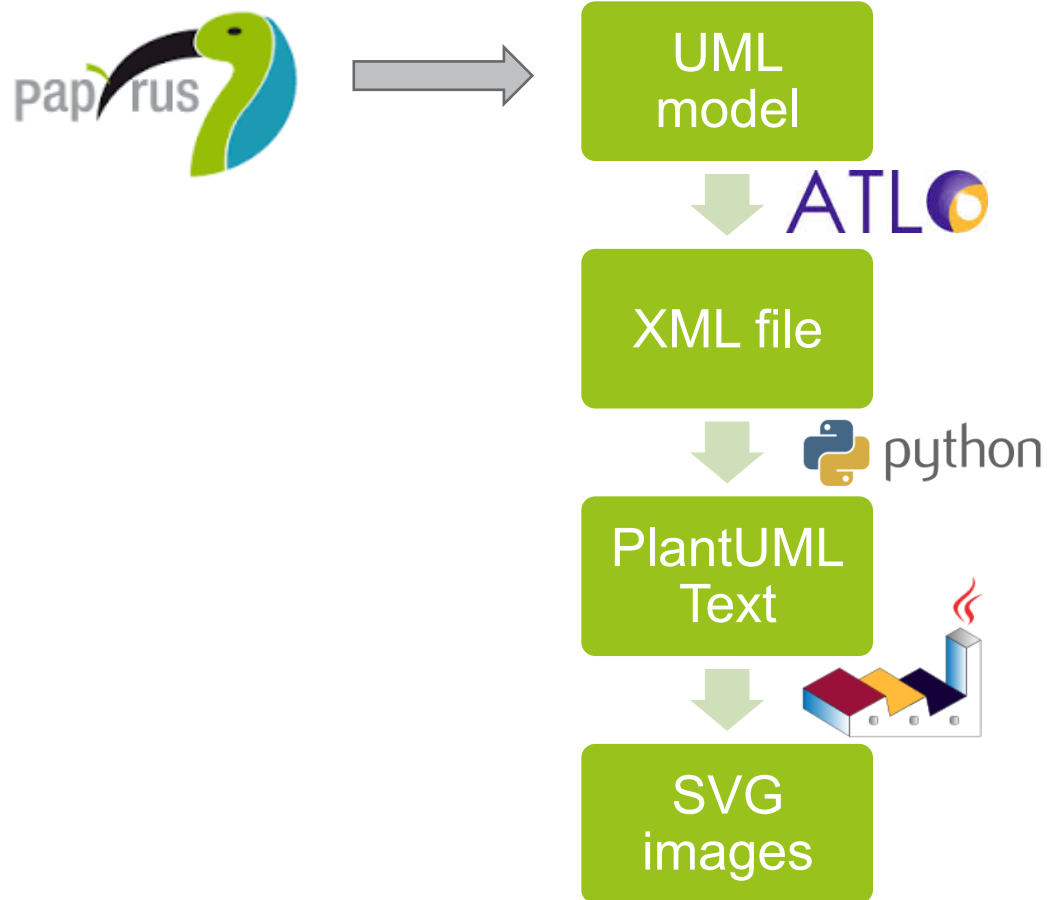 papyrus
UML
model
ATL
XML file
python
PlantUML
Text
SVG
images